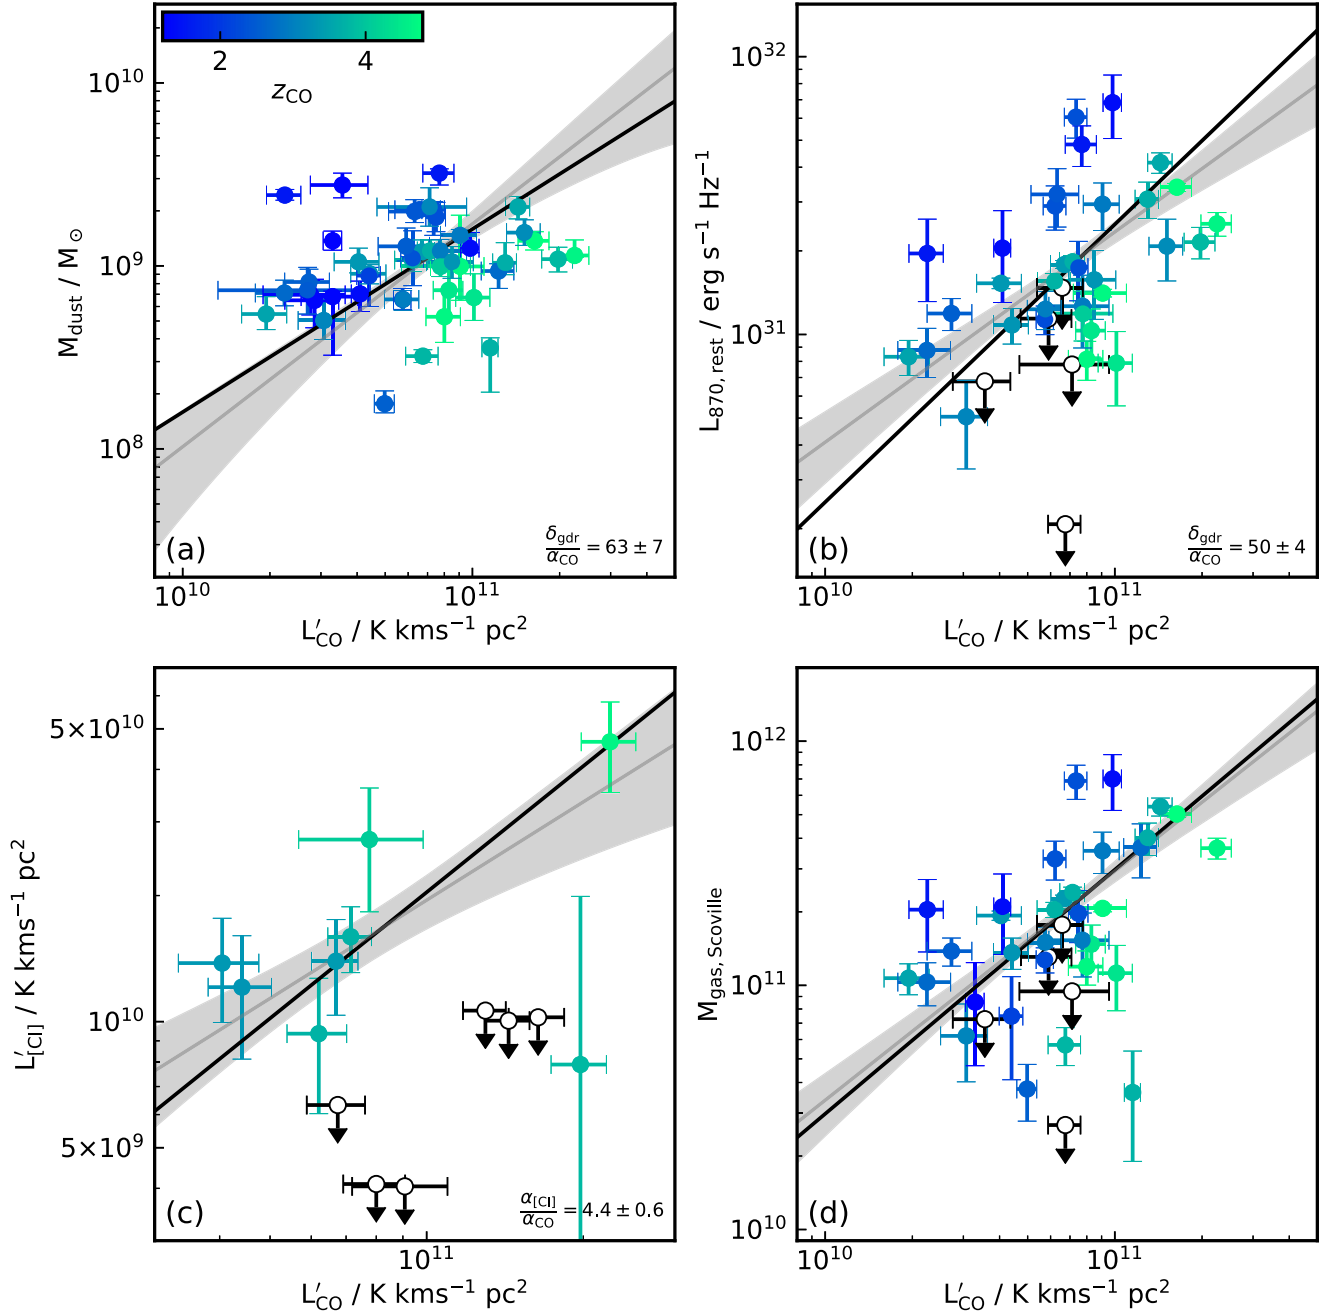 2 4
z_CO
10^10
10^9
10^8
M_dust / M_⊙
(a)
δ_gdr/α_CO = 63 ± 7
10^10 10^11
L′_CO / K kms^−1 pc^2
10^32
10^31
L_870, rest / erg s^−1 Hz^−1
(b)
δ_gdr/α_CO = 50 ± 4
10^10 10^11
L′_CO / K kms^−1 pc^2
5×10^10
10^10
5×10^9
L′_[CI] / K kms^−1 pc^2
(c)
α_[CI]/α_CO = 4.4 ± 0.6
10^11
L′_CO / K kms^−1 pc^2
10^12
10^11
10^10
M_gas, Scoville
(d)
10^10 10^11
L′_CO / K kms^−1 pc^2